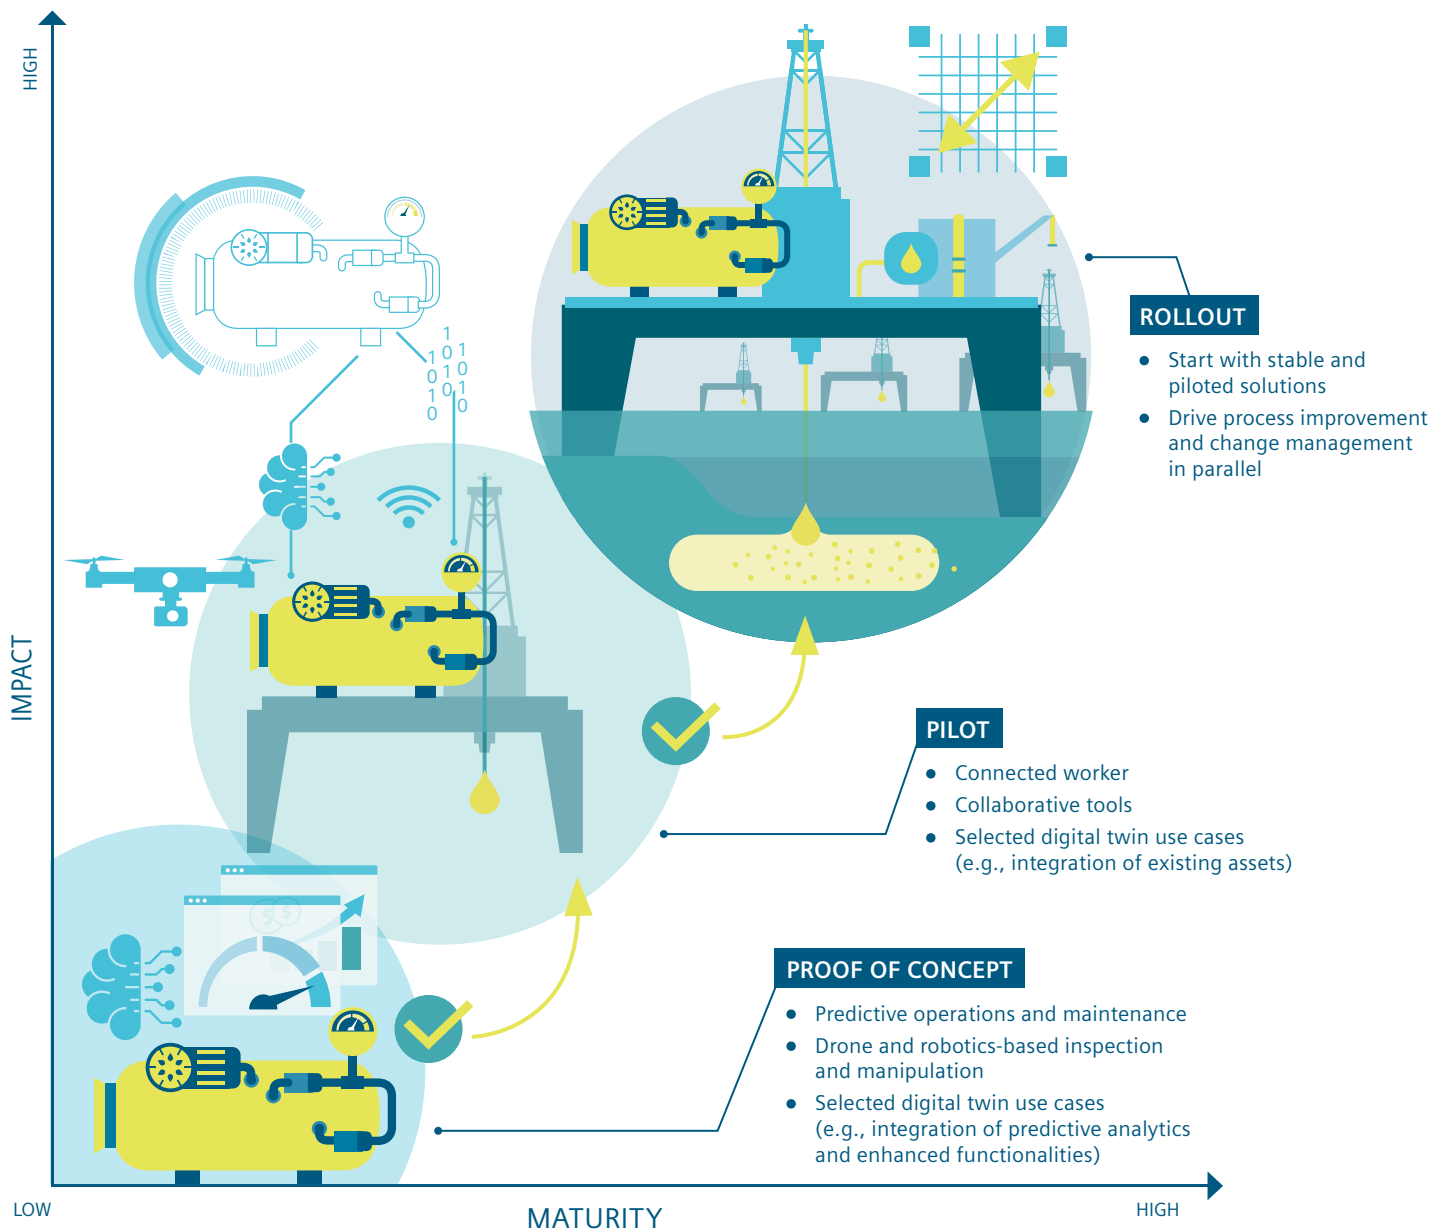 HIGH
IMPACT
LOW
MATURITY
HIGH
1
1 0 1
0 1 0
1 0 1
0 0
ROLLOUT
Start with stable and
piloted solutions
Drive process improvement
and change management
in parallel
PILOT
Connected worker
Collaborative tools
Selected digital twin use cases
(e.g., integration of existing assets)
$ $
PROOF OF CONCEPT
Predictive operations and maintenance
Drone and robotics-based inspection
and manipulation
Selected digital twin use cases
(e.g., integration of predictive analytics
and enhanced functionalities)